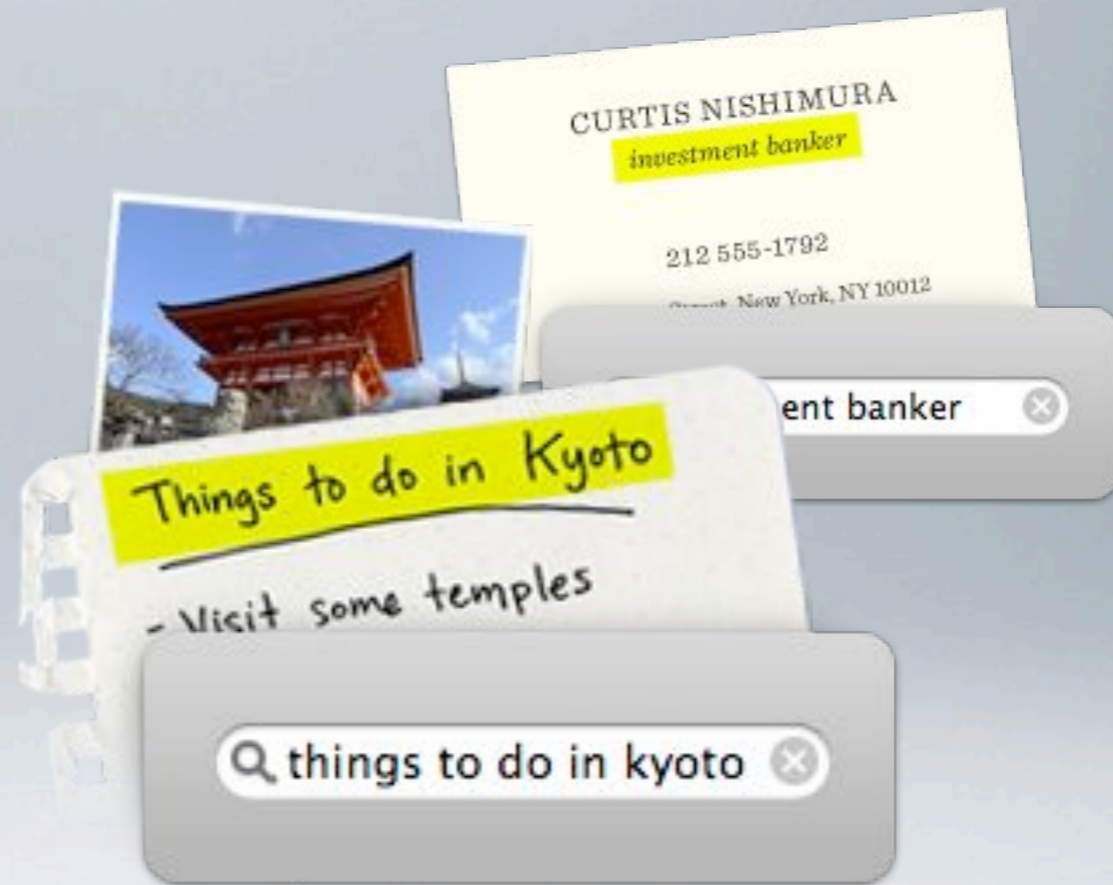 CURTIS NISHIMURA
investment banker
212 555-1792
Street, New York, NY 10012
ent banker
Things to do in Kyoto
- Visit some temples
things to do in kyoto